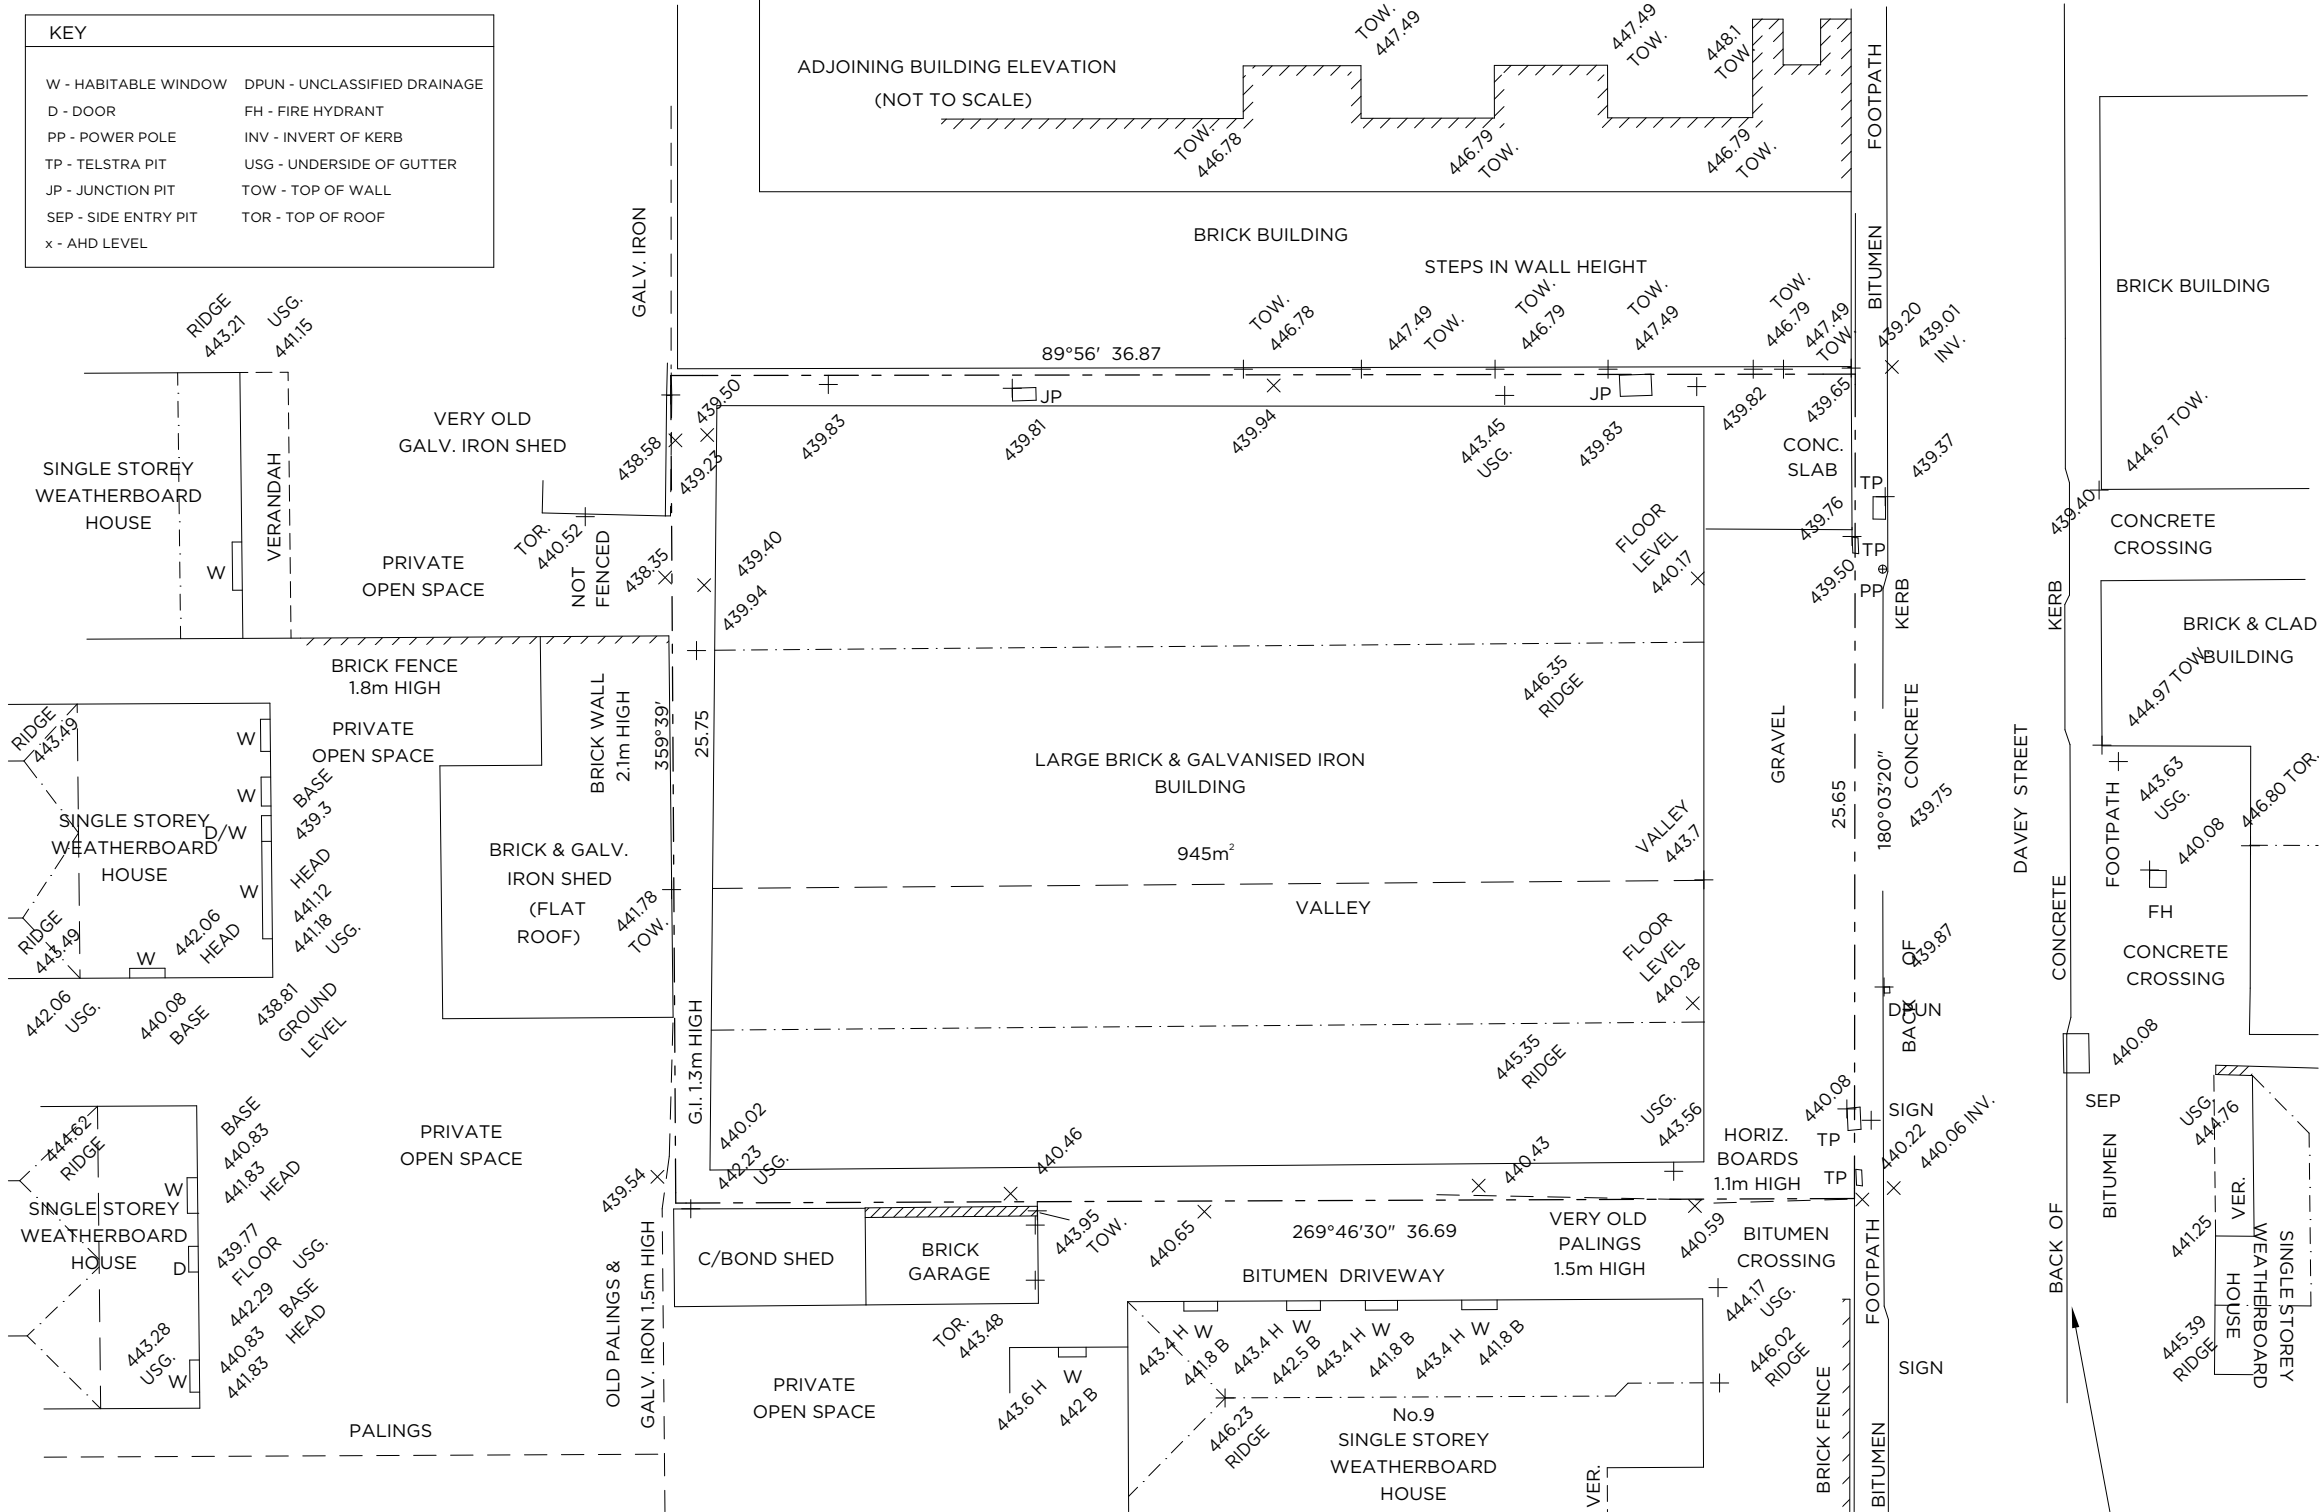 KEY
W - HABITABLE WINDOW
D - DOOR
PP - POWER POLE
TP - TELSTRA PIT
JP - JUNCTION PIT
SEP - SIDE ENTRY PIT
x - AHD LEVEL
DPUN - UNCLASSIFIED DRAINAGE
FH - FIRE HYDRANT
INV - INVERT OF KERB
USG - UNDERSIDE OF GUTTER
TOW - TOP OF WALL
TOR - TOP OF ROOF
ADJOINING BUILDING ELEVATION
(NOT TO SCALE)
TOW.
447.49
447.49
TOW.
448.1
TOW.
TOW.
446.78
446.79
TOW.
446.79
TOW.
FOOTPATH
BITUMEN
BRICK BUILDING
STEPS IN WALL HEIGHT
TOW.
446.78
447.49
TOW.
TOW.
446.79
TOW.
447.49
TOW.
446.79
447.49
TOW.
439.20
439.01
INV.
BRICK BUILDING
GALV. IRON
RIDGE
443.21
USG.
441.15
89°56' 36.87
439.50
JP
JP
439.83
439.81
439.94
443.45
USG.
439.83
439.82
439.65
439.37
444.67 TOW.
VERY OLD
GALV. IRON SHED
438.58
439.23
SINGLE STOREY
WEATHERBOARD
HOUSE
VERANDAH
W
TOR.
440.52
NOT
FENCED
438.35
439.40
439.94
PRIVATE
OPEN SPACE
CONC.
SLAB
TP
439.76
TP
439.50
PP
FLOOR
LEVEL
440.17
KERB
KERB
439.40
CONCRETE
CROSSING
BRICK & CLAD
BUILDING
444.97 TOW.
BRICK FENCE
1.8m HIGH
BRICK WALL
2.1m HIGH
359°39'
25.75
446.35
RIDGE
PRIVATE
OPEN SPACE
RIDGE
443.49
W
W
D/W
W
SINGLE STOREY
WEATHERBOARD
HOUSE
BASE
439.3
HEAD
441.12
441.18
USG.
RIDGE
443.49
W
442.06
HEAD
442.06
USG.
440.08
BASE
438.81
GROUND
LEVEL
BRICK & GALV.
IRON SHED
(FLAT
ROOF)
441.78
TOW.
LARGE BRICK & GALVANISED IRON
BUILDING
945m²
VALLEY
VALLEY
443.7
GRAVEL
25.65
180°03'20"
CONCRETE
439.75
DAVEY STREET
FOOTPATH
443.63
USG.
446.80 TOR.
440.08
FH
CONCRETE
CROSSING
CONCRETE
FLOOR
LEVEL
440.28
439.87
BACK OF
DPUN
440.08
SEP
G.I. 1.3m HIGH
445.35
RIDGE
USG.
443.56
440.08
SIGN
TP
TP
440.22
440.06 INV.
HORIZ.
BOARDS
1.1m HIGH
440.02
442.23
USG.
440.46
440.43
439.54
444.62
RIDGE
BASE
440.83
441.83
HEAD
W
SINGLE STOREY
WEATHERBOARD
HOUSE
D
439.77
FLOOR
USG.
442.29
BASE
440.83
HEAD
441.83
443.28
USG.
W
PRIVATE
OPEN SPACE
PALINGS
OLD PALINGS &
GALV. IRON 1.5m HIGH
C/BOND SHED
BRICK
GARAGE
443.95
TOW.
440.65
269°46'30" 36.69
BITUMEN DRIVEWAY
VERY OLD
PALINGS
1.5m HIGH
440.59
BITUMEN
CROSSING
FOOTPATH
444.17
USG.
446.02
RIDGE
TOR.
443.48
443.4 H
W
441.8 B
443.4 H
W
442.5 B
443.4 H
W
441.8 B
443.4 H
W
441.8 B
W
443.6 H
442 B
PRIVATE
OPEN SPACE
446.23
RIDGE
No.9
SINGLE STOREY
WEATHERBOARD
HOUSE
VER.
BRICK FENCE
BITUMEN
SIGN
BACK OF
BITUMEN
USG.
444.76
441.25
VER.
SINGLE STOREY
WEATHERBOARD
HOUSE
445.39
RIDGE